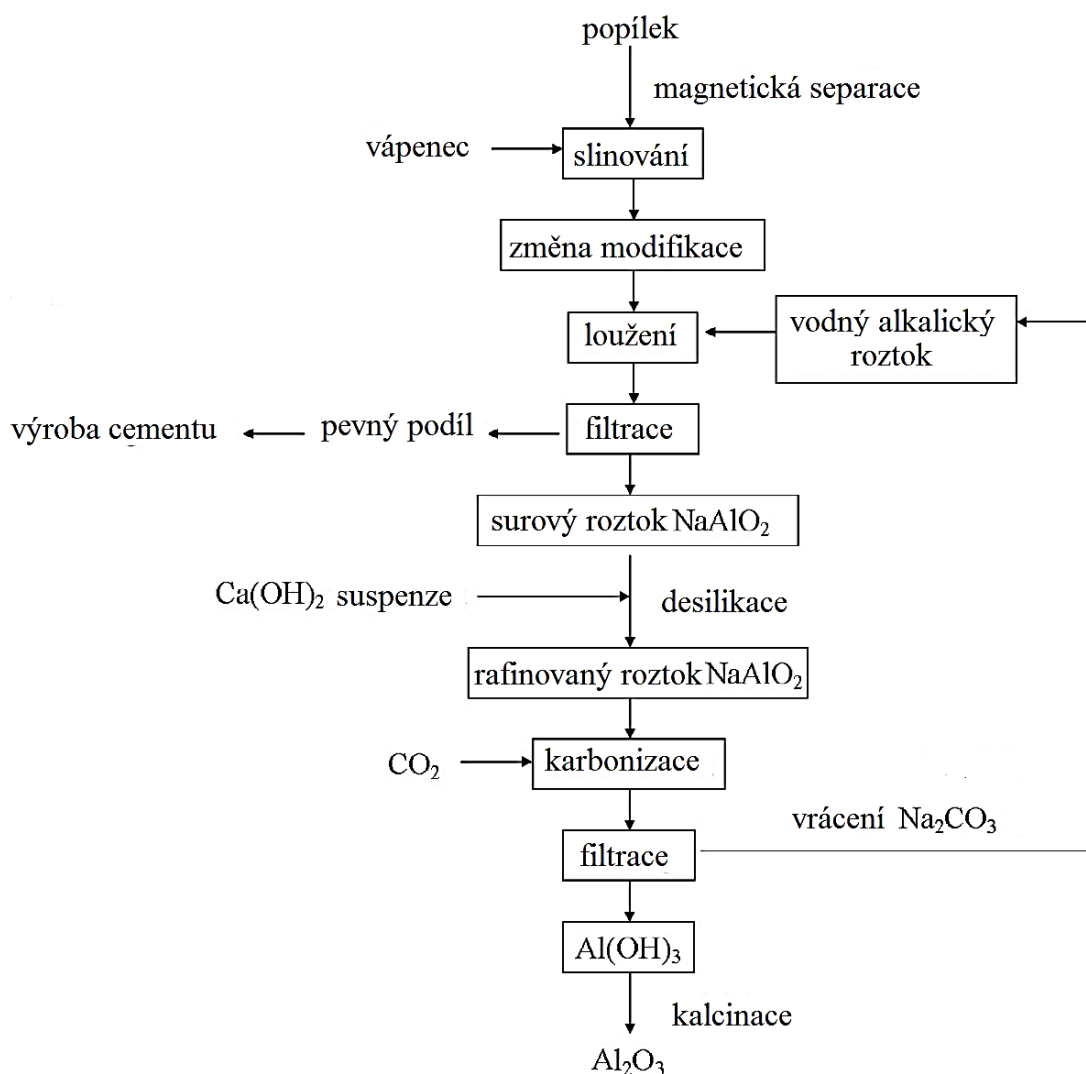 popílek
magnetická separace
vápenec
slinování
změna modifikace
loužení
vodný alkalický
roztok
výroba cementu
pevný podíl
filtrace
surový roztok NaAlO₂
Ca(OH)₂ suspenze
desilikace
rafinovaný roztok NaAlO₂
CO₂
karbonizace
vrácení Na₂CO₃
filtrace
Al(OH)₃
kalcinace
Al₂O₃